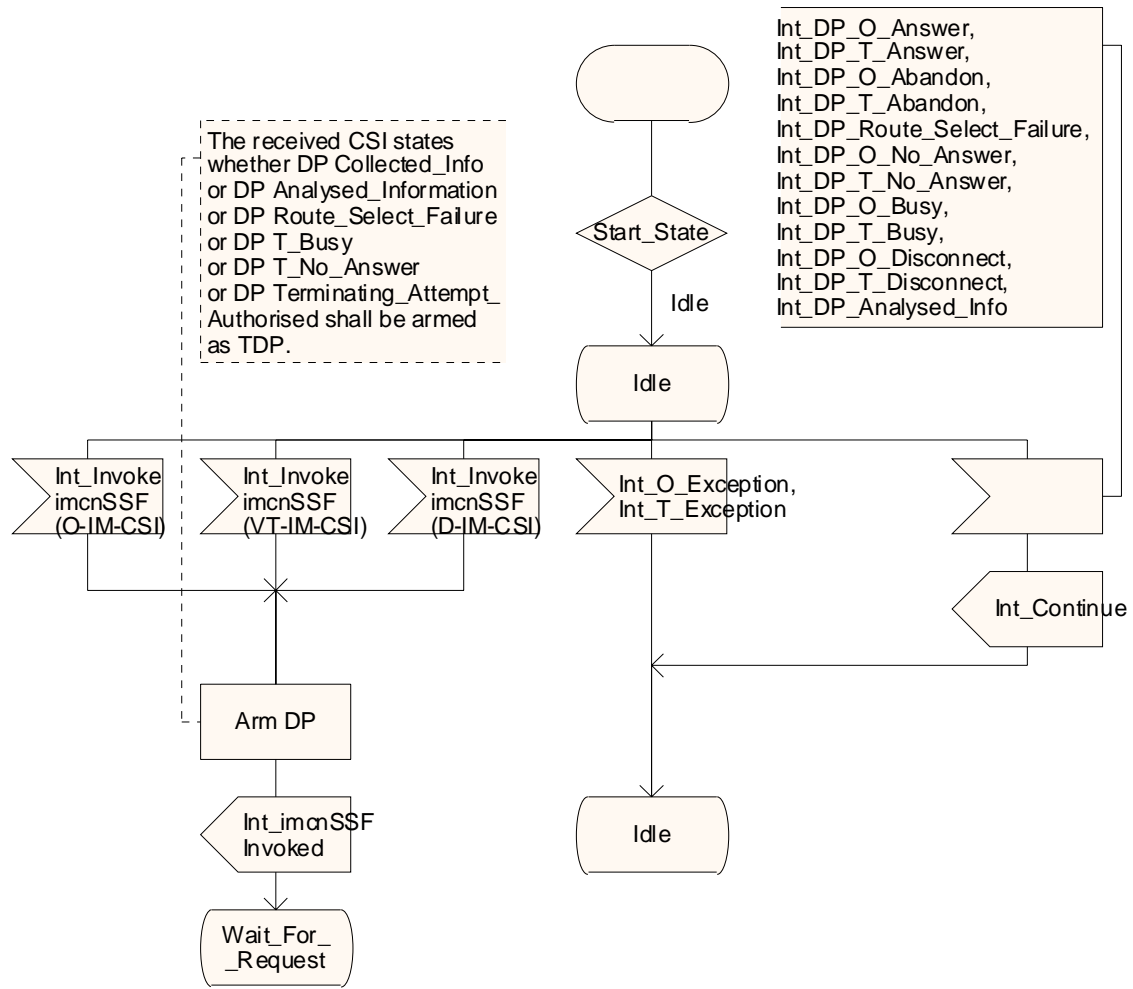 Int_DP_O_Answer,
Int_DP_T_Answer,
Int_DP_O_Abandon,
Int_DP_T_Abandon,
Int_DP_Route_Select_Failure,
Int_DP_O_No_Answer,
Int_DP_T_No_Answer,
Int_DP_O_Busy,
Int_DP_T_Busy,
Int_DP_O_Disconnect,
Int_DP_T_Disconnect,
Int_DP_Analysed_Info
The received CSI states
whether DP Collected_Info
or DP Analysed_Information
or DP Route_Select_Failure
or DP T_Busy
or DP T_No_Answer
or DP Terminating_Attempt_
Authorised shall be armed
as TDP.
Start_State
Idle
Idle
Int_Invoke
imcnSSF
(O-IM-CSI)
Int_Invoke
imcnSSF
(VT-IM-CSI)
Int_Invoke
imcnSSF
(D-IM-CSI)
Int_O_Exception,
Int_T_Exception
Int_Continue
Arm DP
Int_imcnSSF
Invoked
Idle
Wait_For_
_Request